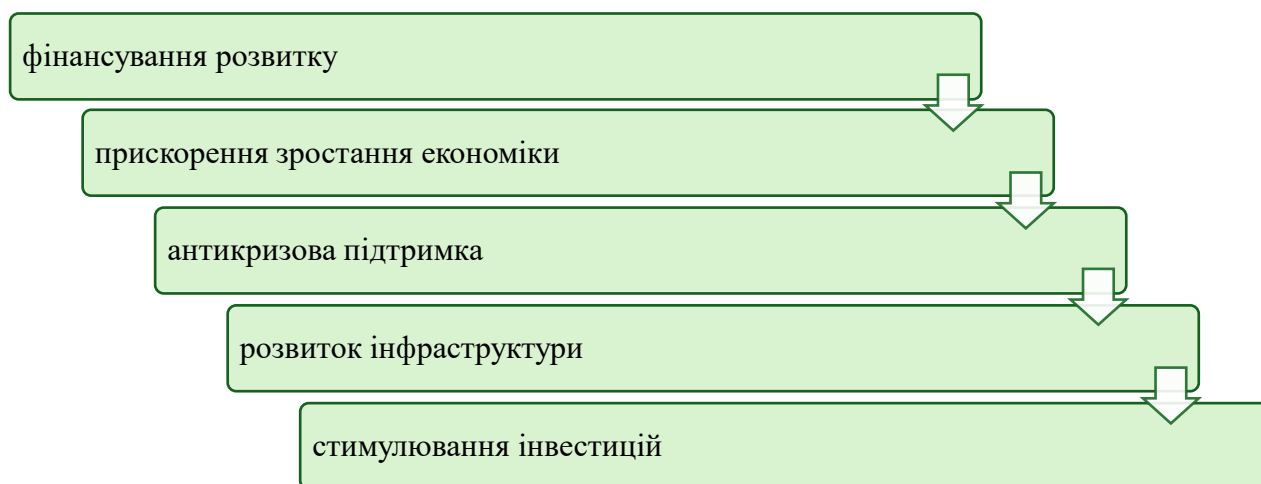 фінансування розвитку
прискорення зростання економіки
антикризова підтримка
розвиток інфраструктури
стимулювання інвестицій